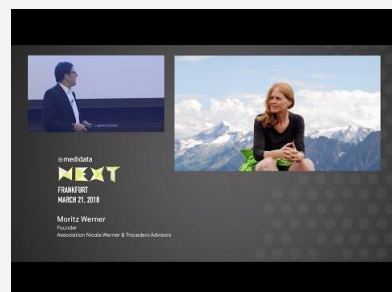 medidata
NEXT
FRANKFURT
MARCH 21, 2018
Moritz Werner
Founder
Association Nicola Werner & Trocadero Advisors